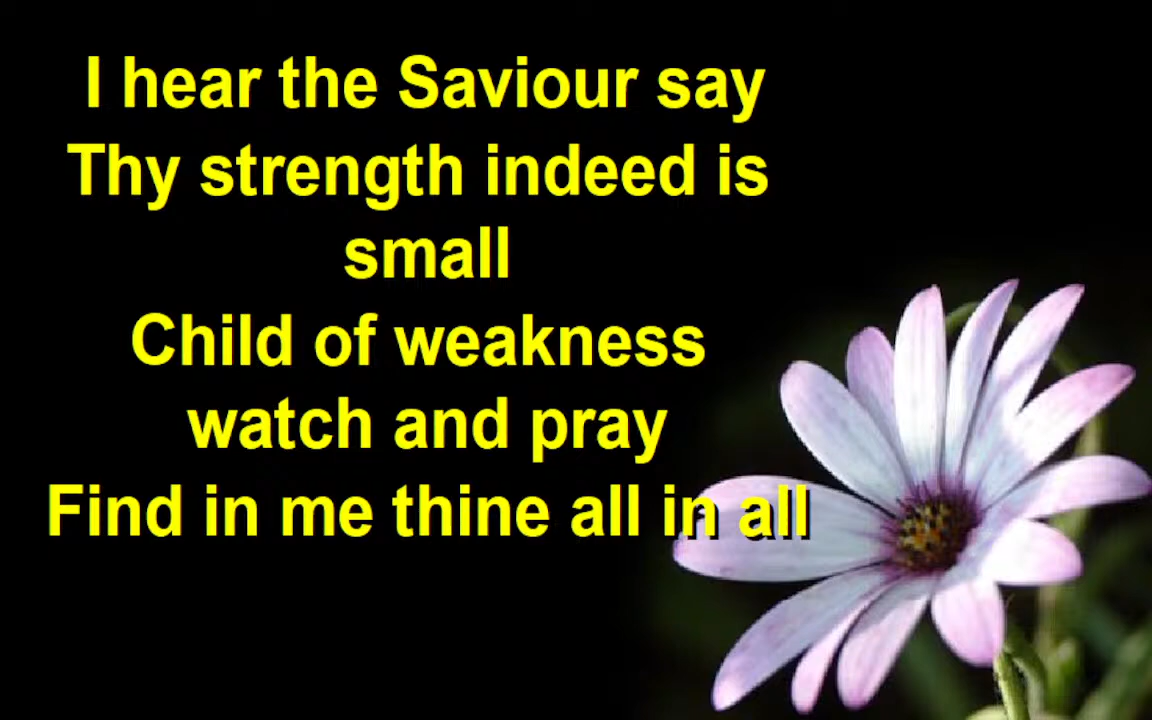 I hear the Saviour say
Thy strength indeed is
small
Child of weakness
watch and pray
Find in me thine all in all